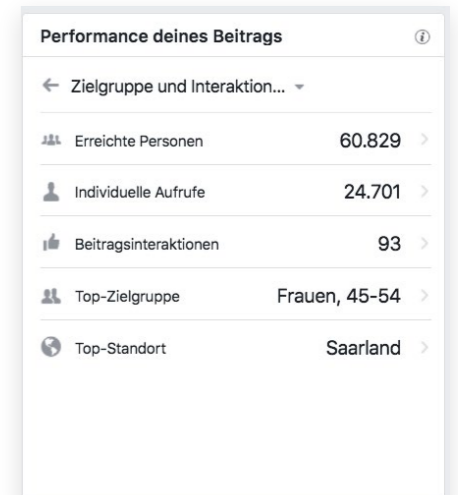 Performance deines Beitrags
Zielgruppe und Interaktion...
Erreichte Personen 60.829
Individuelle Aufrufe 24.701
Beitragsinteraktionen 93
Top-Zielgruppe Frauen, 45-54
Top-Standort Saarland